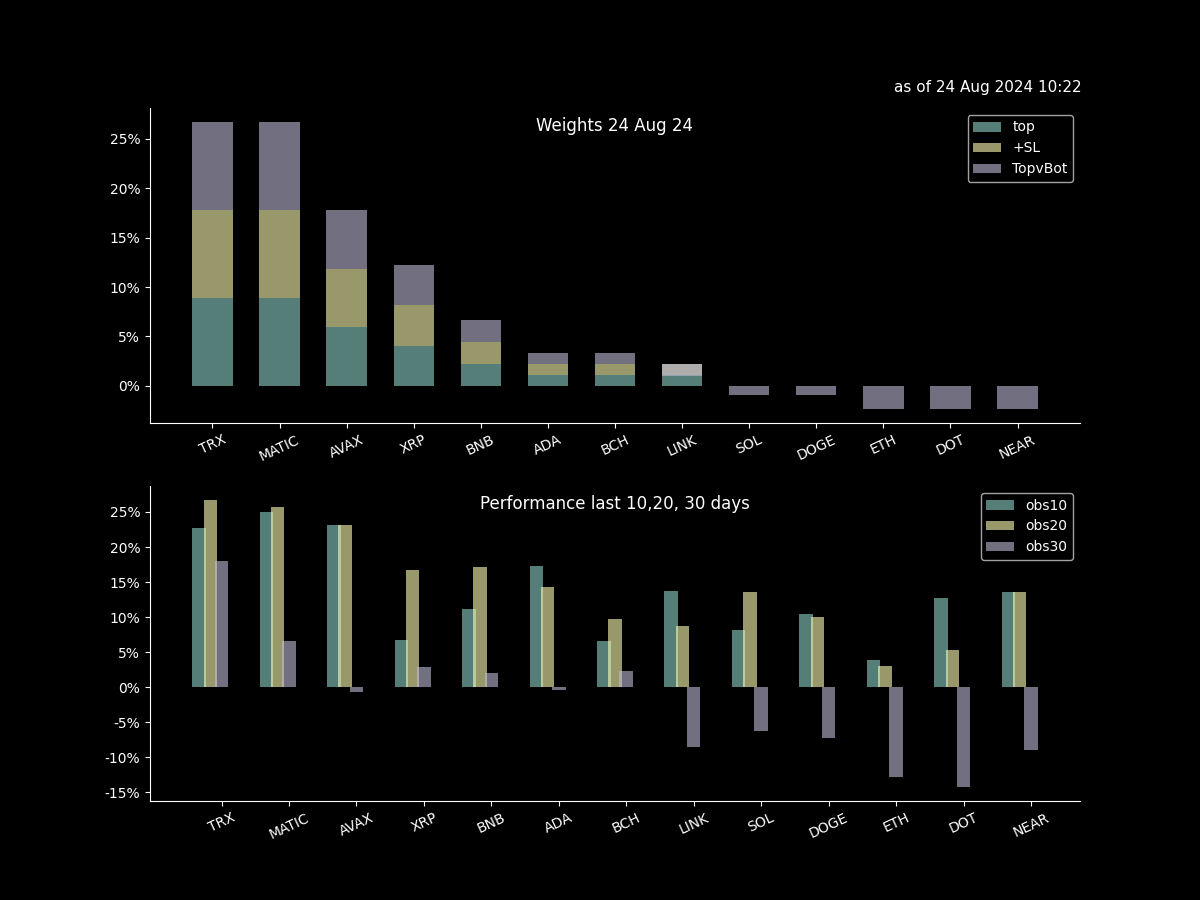 as of 24 Aug 2024 10:22
Weights 24 Aug 24
top
+SL
TopvBot
25%
20%
15%
10%
5%
0%
TRX MATIC AVAX XRP BNB ADA BCH LINK SOL DOGE ETH DOT NEAR
Performance last 10,20, 30 days
obs10
obs20
obs30
25%
20%
15%
10%
5%
0%
-5%
-10%
-15%
TRX MATIC AVAX XRP BNB ADA BCH LINK SOL DOGE ETH DOT NEAR